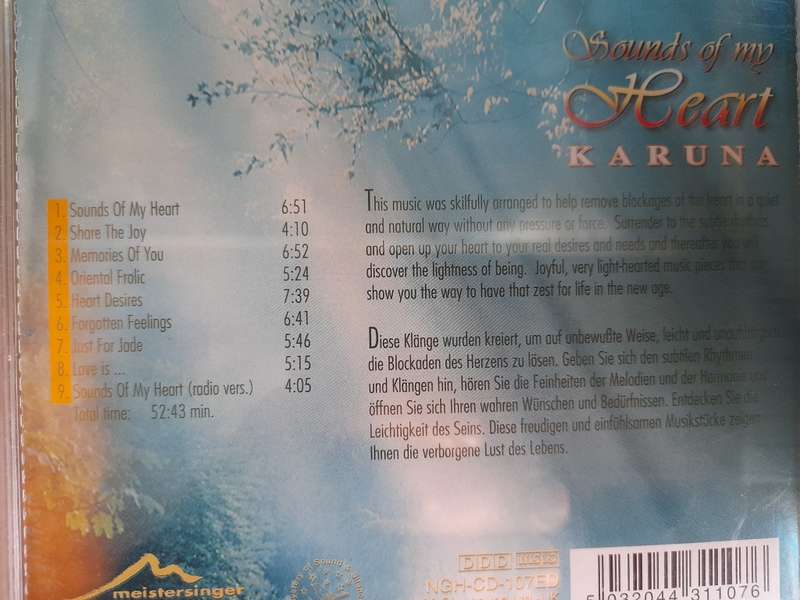 Sounds of my
Heart
KARUNA
1. Sounds Of My Heart 6:51
2. Share The Joy 4:10
3. Memories Of You 6:52
4. Oriental Frolic 5:24
5. Heart Desires 7:39
6. Forgotten Feelings 6:41
7. Just For Jade 5:46
8. Love is ... 5:15
9. Sounds Of My Heart (radio vers.) 4:05
Total time: 52:43 min.
This music was skilfully arranged to help remove blockages of the heart in a quiet
and natural way without any pressure or force. Surrender to the subtle rhythms
and open up your heart to your real desires and needs and thereafter you will
discover the lightness of being. Joyful, very light-hearted music pieces that
show you the way to have that zest for life in the new age.
Diese Klänge wurden kreiert, um auf unbewußte Weise, leicht und
die Blockaden des Herzens zu lösen. Geben Sie sich den subtilen Rhythmen
und Klängen hin, hören Sie die Feinheiten der Melodien und der Harmonie und
öffnen Sie sich Ihren wahren Wünschen und Bedürfnissen. Entdecken Sie die
Leichtigkeit des Seins. Diese freudigen und einfühlsamen Musikstücke zeigen
Ihnen die verborgene Lust des Lebens.
meistersinger
DDD
NGH-CD-107ED
5 032044 311076